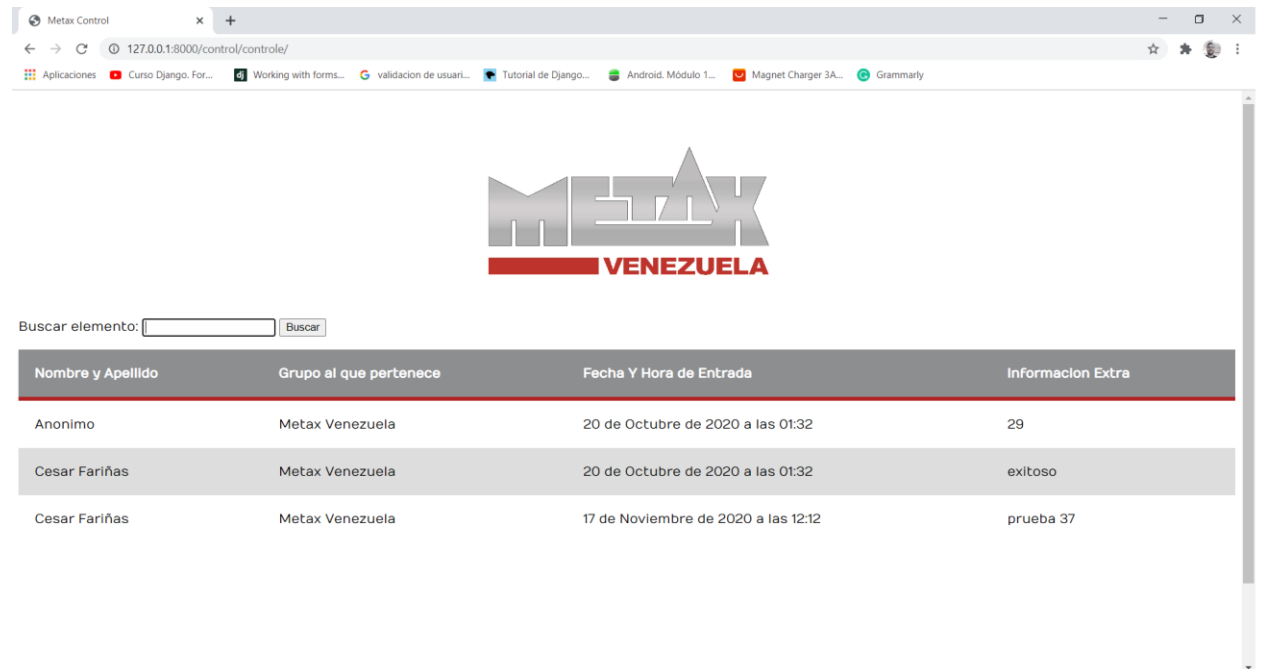 Metax Control
127.0.0.1:8000/control/controle/
Aplicaciones Curso Django. For... dj Working with forms... validacion de usuari... Tutorial de Django... Android. Módulo 1... Magnet Charger 3A... Grammarly
METAX
VENEZUELA
Buscar elemento: Buscar
Nombre y Apellido Grupo al que pertenece Fecha Y Hora de Entrada Informacion Extra
Anonimo Metax Venezuela 20 de Octubre de 2020 a las 01:32 29
Cesar Fariñas Metax Venezuela 20 de Octubre de 2020 a las 01:32 exitoso
Cesar Fariñas Metax Venezuela 17 de Noviembre de 2020 a las 12:12 prueba 37